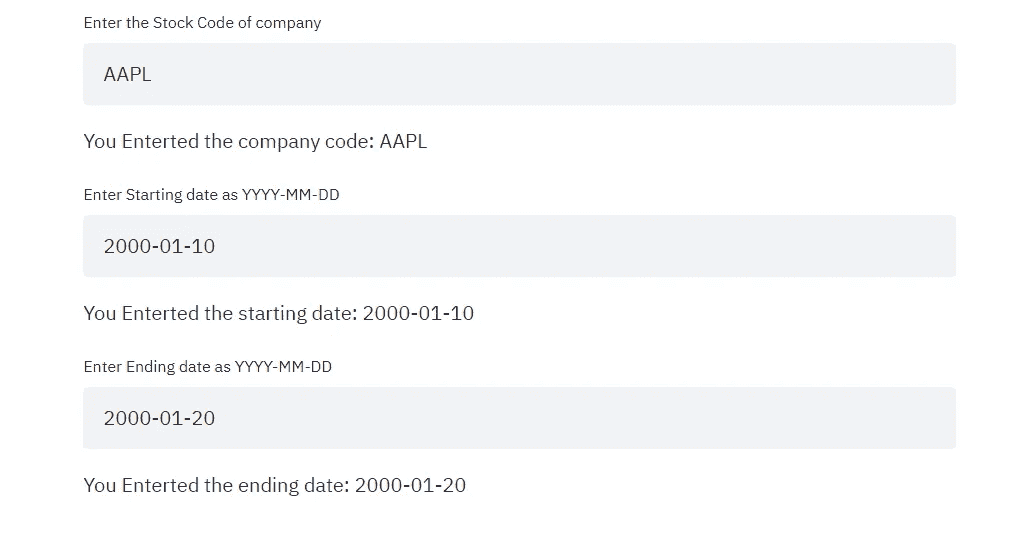 Enter the Stock Code of company
AAPL
You Enterted the company code: AAPL
Enter Starting date as YYYY-MM-DD
2000-01-10
You Enterted the starting date: 2000-01-10
Enter Ending date as YYYY-MM-DD
2000-01-20
You Enterted the ending date: 2000-01-20